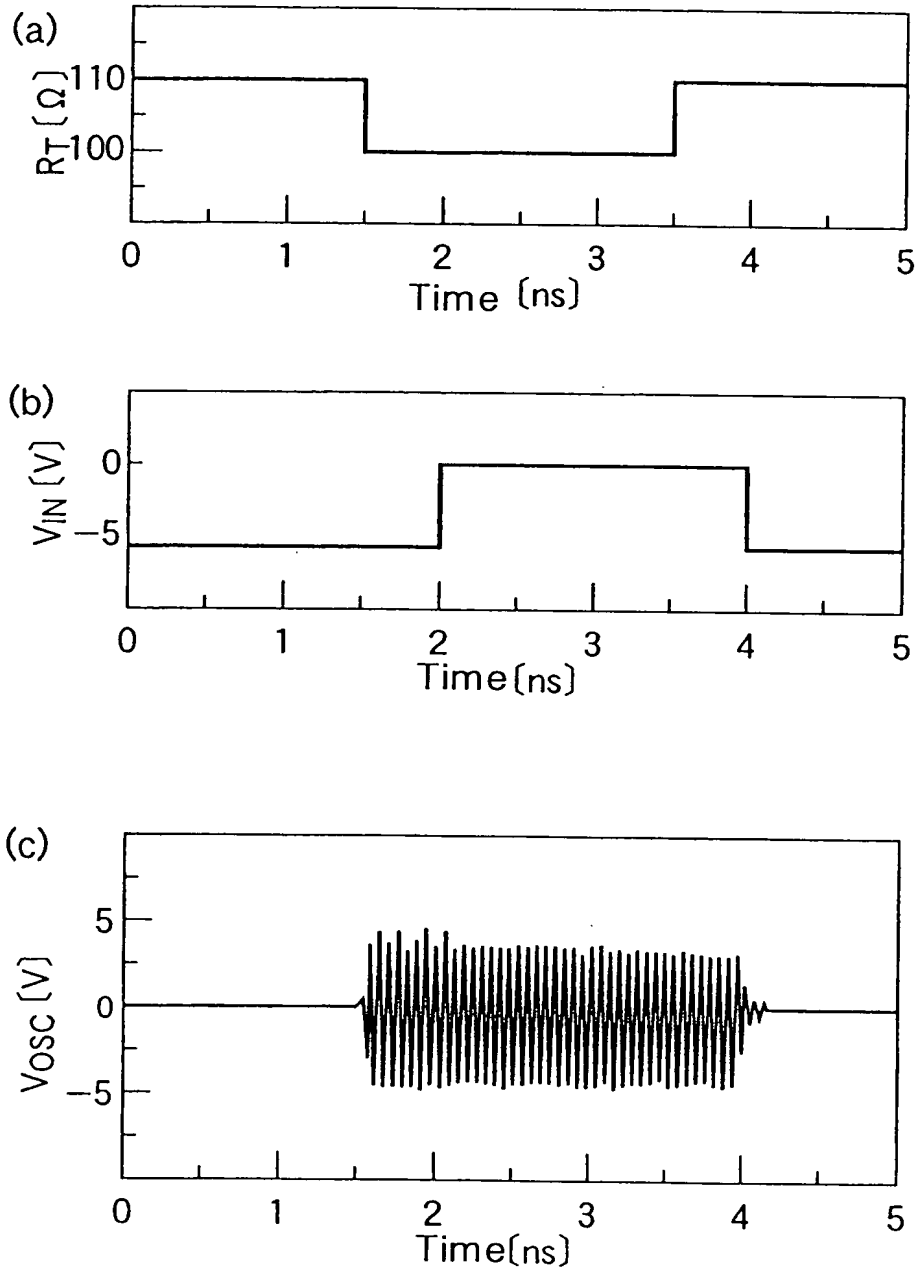 (a)
RT [Ω]
110
100
0 1 2 3 4 5
Time [ns]
(b)
VIN [V]
0
−5
0 1 2 3 4 5
Time [ns]
(c)
VOSC [V]
5
0
−5
0 1 2 3 4 5
Time [ns]